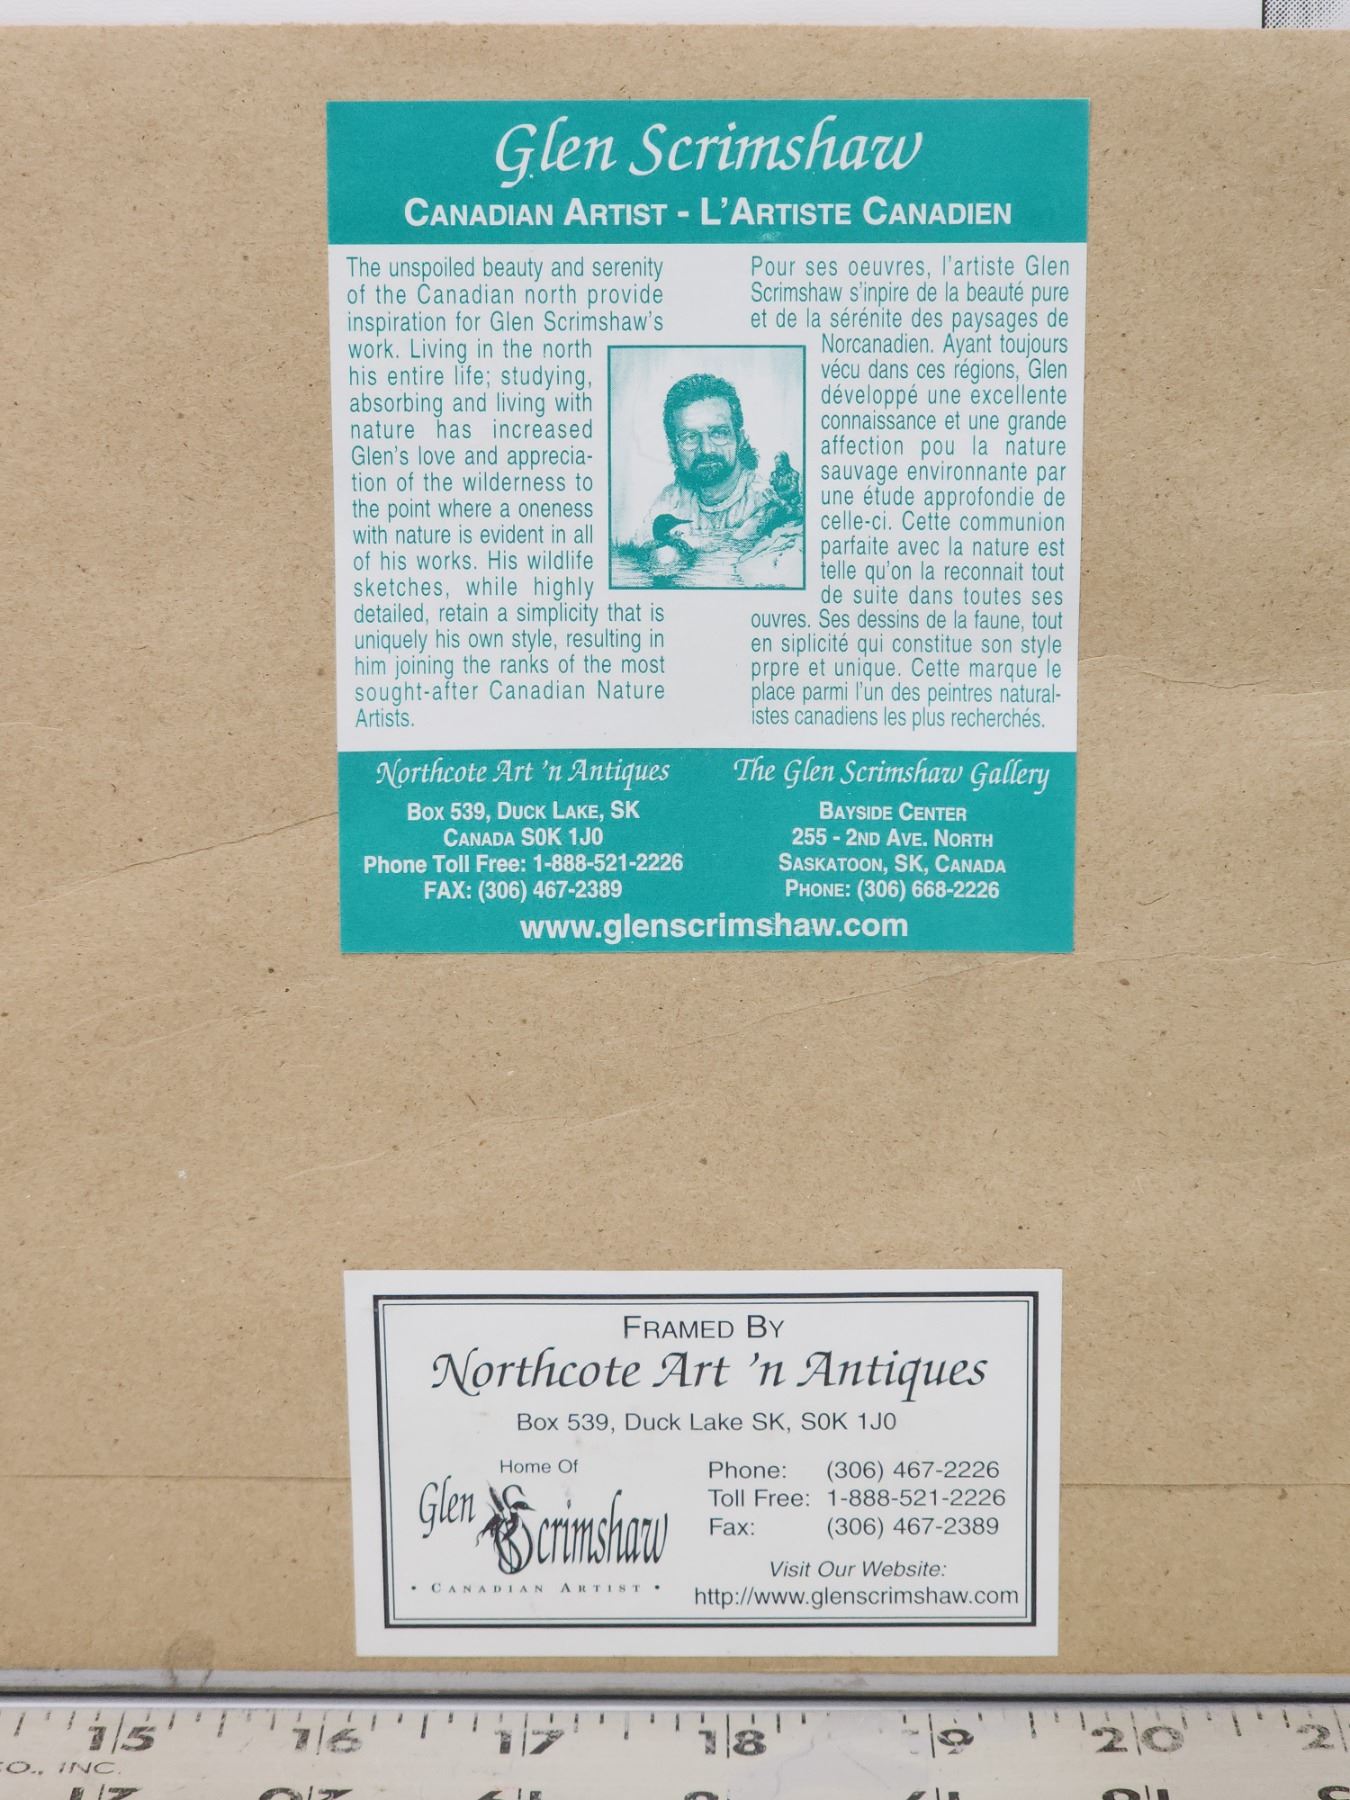 Glen Scrimshaw
CANADIAN ARTIST - L'ARTISTE CANADIEN
The unspoiled beauty and serenity
of the Canadian north provide
inspiration for Glen Scrimshaw's
work. Living in the north
his entire life; studying,
absorbing and living with
nature has increased
Glen's love and apprecia-
tion of the wilderness to
the point where a oneness
with nature is evident in all
of his works. His wildlife
sketches, while highly
detailed, retain a simplicity that is
uniquely his own style, resulting in
him joining the ranks of the most
sought-after Canadian Nature
Artists.
Pour ses oeuvres, l'artiste Glen
Scrimshaw s'inpire de la beauté pure
et de la sérénite des paysages de
Norcanadien. Ayant toujours
vécu dans ces régions, Glen
développé une excellente
connaissance et une grande
affection pou la nature
sauvage environnante par
une étude approfondie de
celle-ci. Cette communion
parfaite avec la nature est
telle qu'on la reconnait tout
de suite dans toutes ses
ouvres. Ses dessins de la faune, tout
en siplicité qui constitue son style
prpre et unique. Cette marque le
place parmi l'un des peintres natural-
istes canadiens les plus recherchés.
Northcote Art 'n Antiques
BOX 539, DUCK LAKE, SK
CANADA S0K 1J0
Phone Toll Free: 1-888-521-2226
FAX: (306) 467-2389
The Glen Scrimshaw Gallery
BAYSIDE CENTER
255 - 2ND AVE. NORTH
SASKATOON, SK, CANADA
PHONE: (306) 668-2226
www.glenscrimshaw.com
FRAMED BY
Northcote Art 'n Antiques
Box 539, Duck Lake SK, S0K 1J0
Home Of
Glen Scrimshaw
• CANADIAN ARTIST •
Phone: (306) 467-2226
Toll Free: 1-888-521-2226
Fax: (306) 467-2389
Visit Our Website:
http://www.glenscrimshaw.com
15 16 17 18 19 20 2
CO., INC.